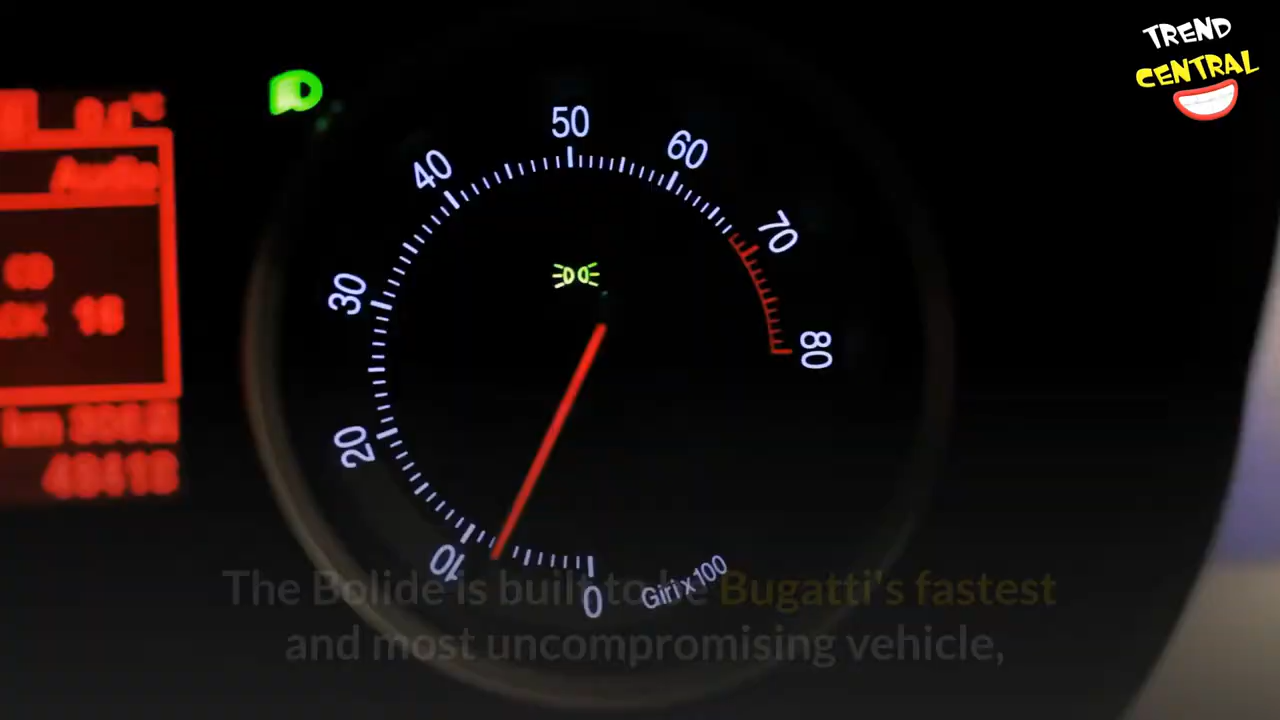 TREND
CENTRAL
Auto
40
50
60
70
30
80
20
10
0
Giri x 100
The Bolide is built to be Bugatti's fastest
and most uncompromising vehicle,